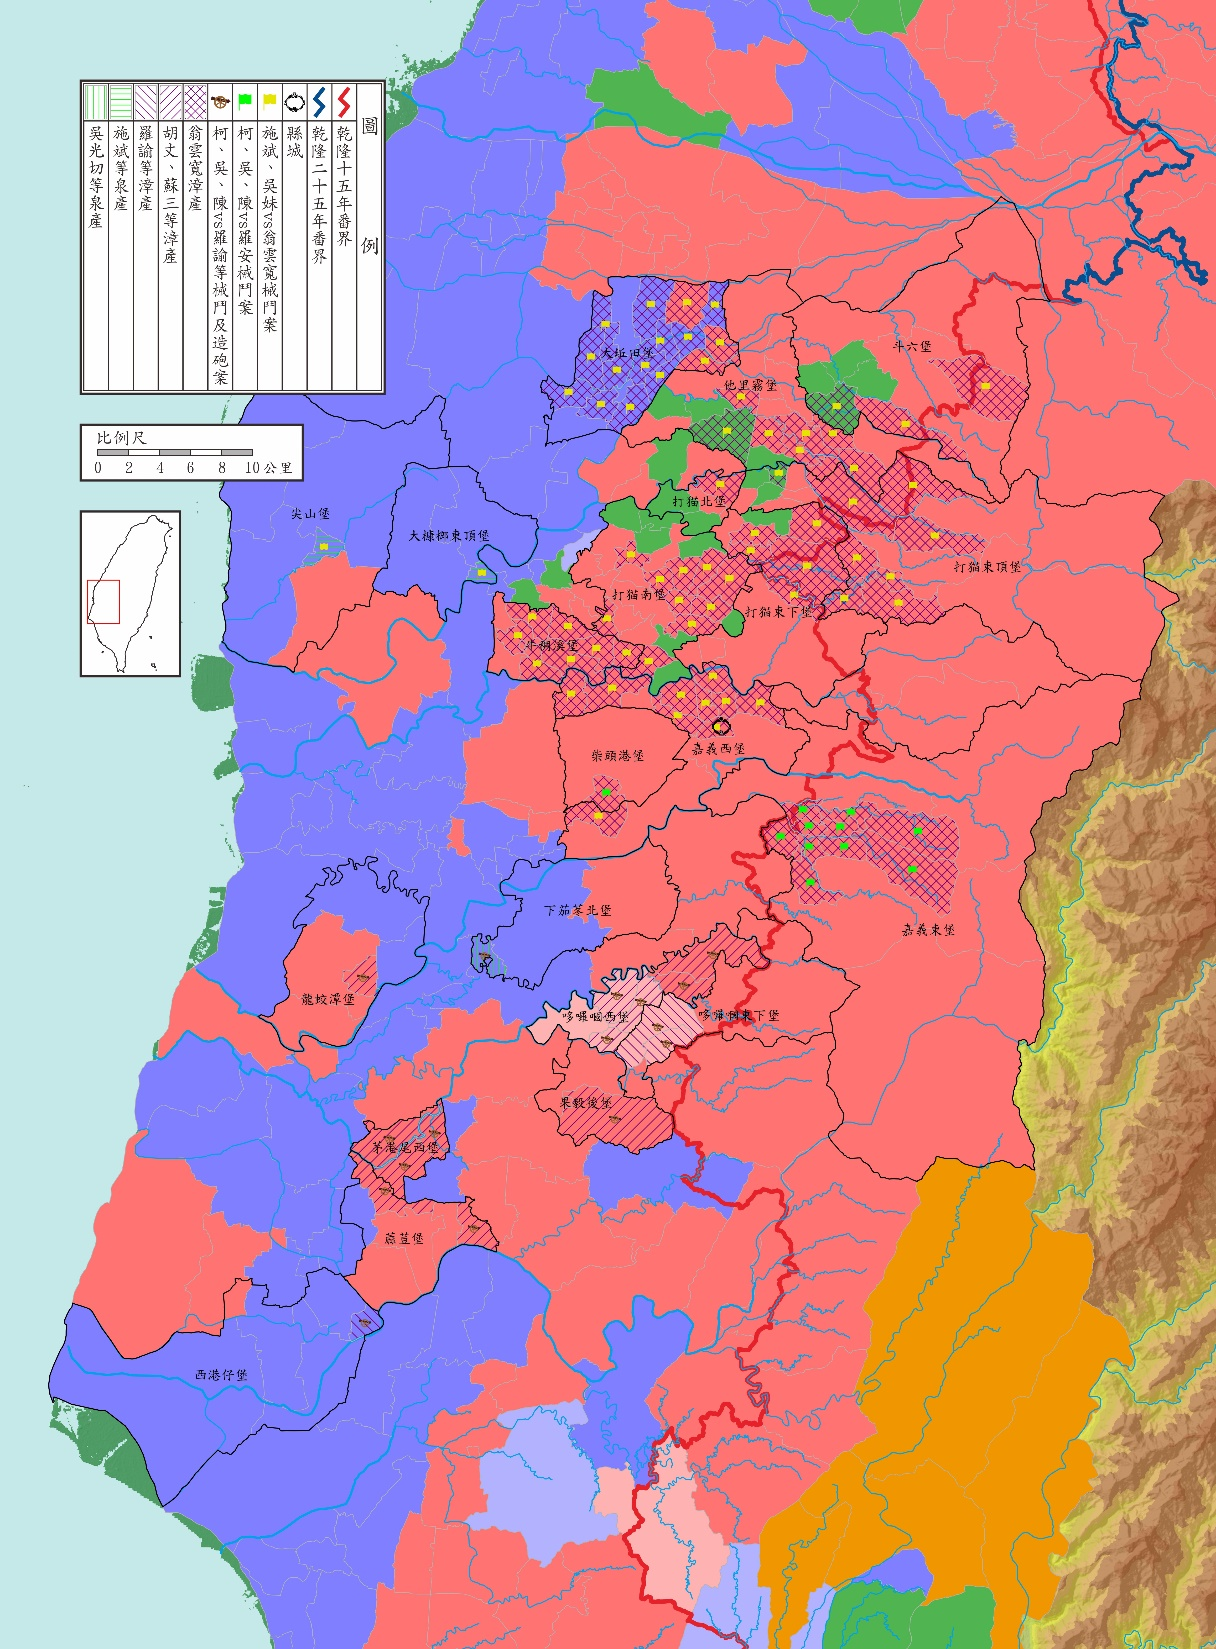 圖例
乾隆十五年番界
乾隆二十五年番界
縣城
施斌、吳妹vs翁雲寬械鬥案
柯、吳、陳vs羅安械鬥案
柯、吳、陳vs羅諭等械鬥及造砲案
翁雲寬漳產
胡丈、蘇三等漳產
羅諭等漳產
施斌等泉產
吳光切等泉產
比例尺
0 2 4 6 8 10公里
斗六堡
大坵田堡
他里霧堡
打貓北堡
尖山堡
大槺榔東頂堡
打貓東頂堡
打貓南堡
打貓東下堡
牛稠溪堡
嘉義西堡
柴頭港堡
下茄苳北堡
嘉義東堡
龍蛟潭堡
哆囉嘓西堡
哆囉嘓東下堡
果毅後堡
茅港尾西堡
蔴荳堡
西港仔堡